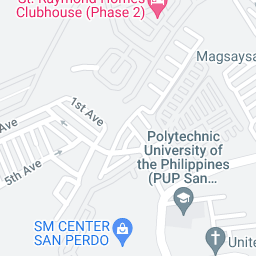 St. Raymond Homes
Clubhouse (Phase 2)
Magsaysa
1st Ave
Ave
5th Ave
Polytechnic
University of
the Philippines
(PUP San...
SM CENTER
SAN PERDO
Unite